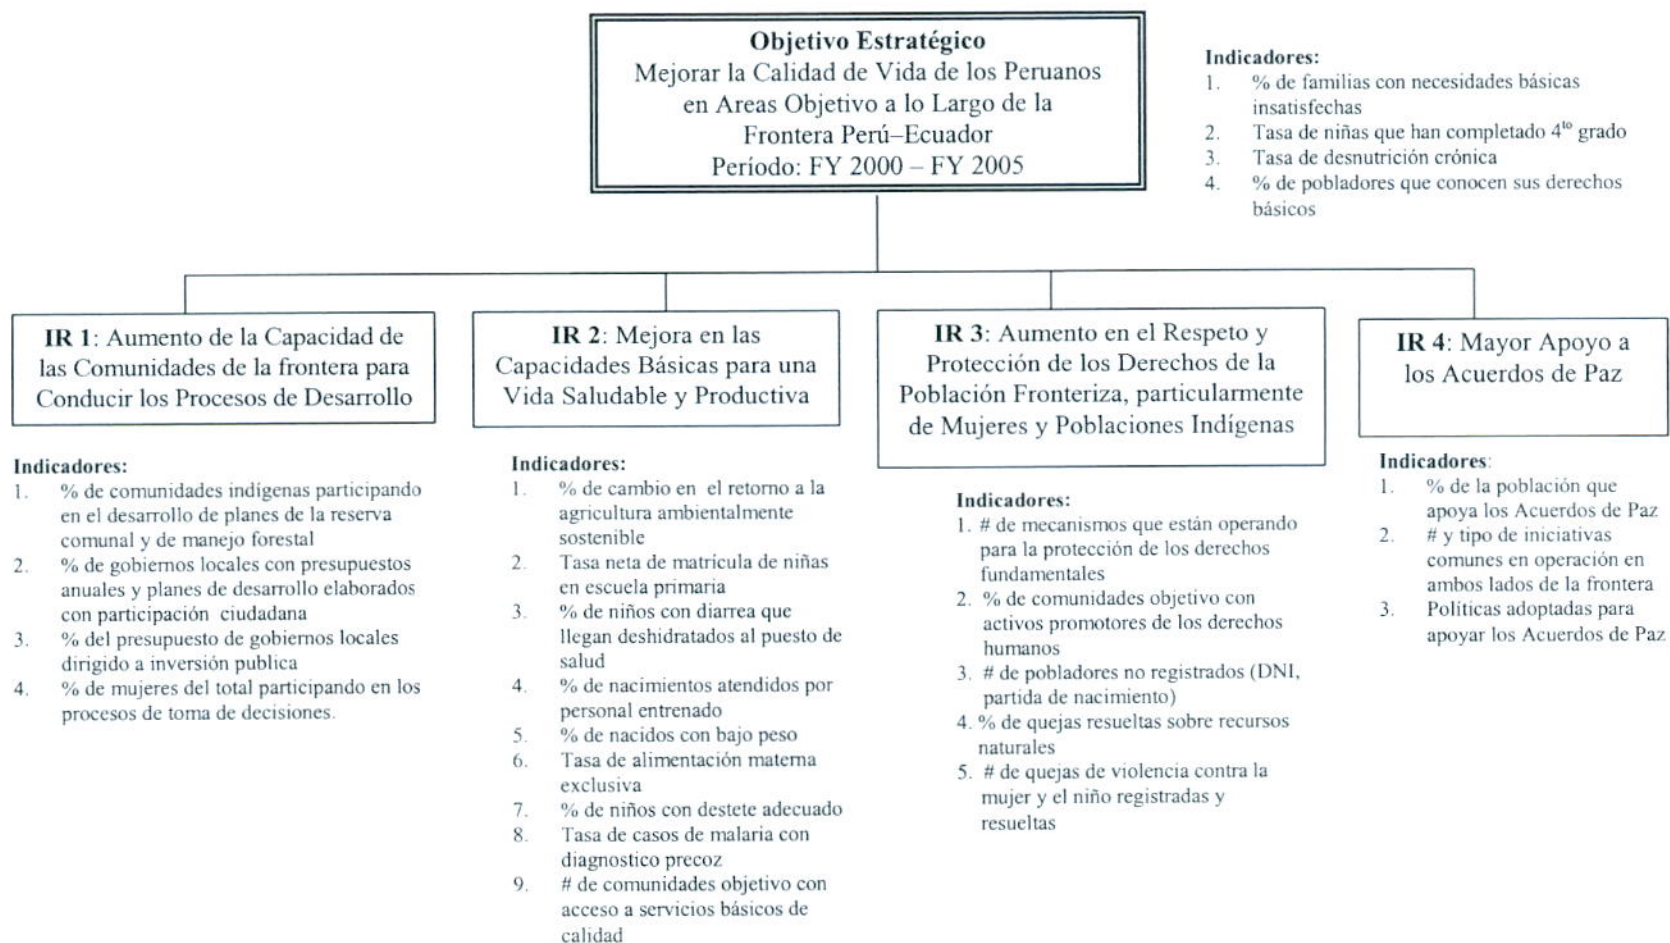 Objetivo Estratégico
Mejorar la Calidad de Vida de los Peruanos
en Areas Objetivo a lo Largo de la
Frontera Perú–Ecuador
Período: FY 2000 – FY 2005
Indicadores:
1. % de familias con necesidades básicas
insatisfechas
2. Tasa de niñas que han completado 4to grado
3. Tasa de desnutrición crónica
4. % de pobladores que conocen sus derechos
básicos
IR 1: Aumento de la Capacidad de
las Comunidades de la frontera para
Conducir los Procesos de Desarrollo
Indicadores:
1. % de comunidades indígenas participando
en el desarrollo de planes de la reserva
comunal y de manejo forestal
2. % de gobiernos locales con presupuestos
anuales y planes de desarrollo elaborados
con participación ciudadana
3. % del presupuesto de gobiernos locales
dirigido a inversión publica
4. % de mujeres del total participando en los
procesos de toma de decisiones.
IR 2: Mejora en las
Capacidades Básicas para una
Vida Saludable y Productiva
Indicadores:
1. % de cambio en el retorno a la
agricultura ambientalmente
sostenible
2. Tasa neta de matrícula de niñas
en escuela primaria
3. % de niños con diarrea que
llegan deshidratados al puesto de
salud
4. % de nacimientos atendidos por
personal entrenado
5. % de nacidos con bajo peso
6. Tasa de alimentación materna
exclusiva
7. % de niños con destete adecuado
8. Tasa de casos de malaria con
diagnostico precoz
9. # de comunidades objetivo con
acceso a servicios básicos de
calidad
IR 3: Aumento en el Respeto y
Protección de los Derechos de la
Población Fronteriza, particularmente
de Mujeres y Poblaciones Indígenas
Indicadores:
1. # de mecanismos que están operando
para la protección de los derechos
fundamentales
2. % de comunidades objetivo con
activos promotores de los derechos
humanos
3. # de pobladores no registrados (DNI,
partida de nacimiento)
4. % de quejas resueltas sobre recursos
naturales
5. # de quejas de violencia contra la
mujer y el niño registradas y
resueltas
IR 4: Mayor Apoyo a
los Acuerdos de Paz
Indicadores:
1. % de la población que
apoya los Acuerdos de Paz
2. # y tipo de iniciativas
comunes en operación en
ambos lados de la frontera
3. Políticas adoptadas para
apoyar los Acuerdos de Paz